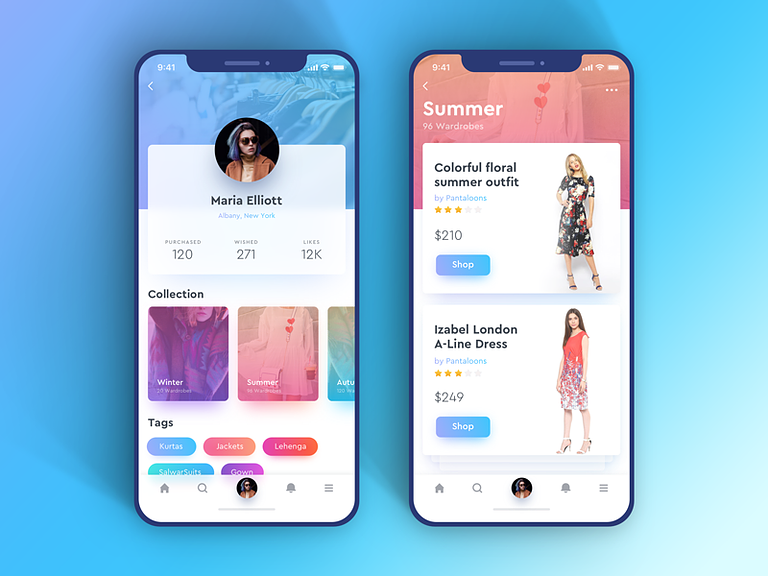 9:41
Maria Elliott
Albany, New York
PURCHASED
WISHED
LIKES
120
271
12K
Collection
Winter
20 Wardrobes
Summer
96 Wardrobes
Autu
Tags
Kurtas
Jackets
Lehenga
SalwarSuits
Gown
9:41
Summer
96 Wardrobes
Colorful floral
summer outfit
by Pantaloons
$210
Shop
Izabel London
A-Line Dress
by Pantaloons
$249
Shop